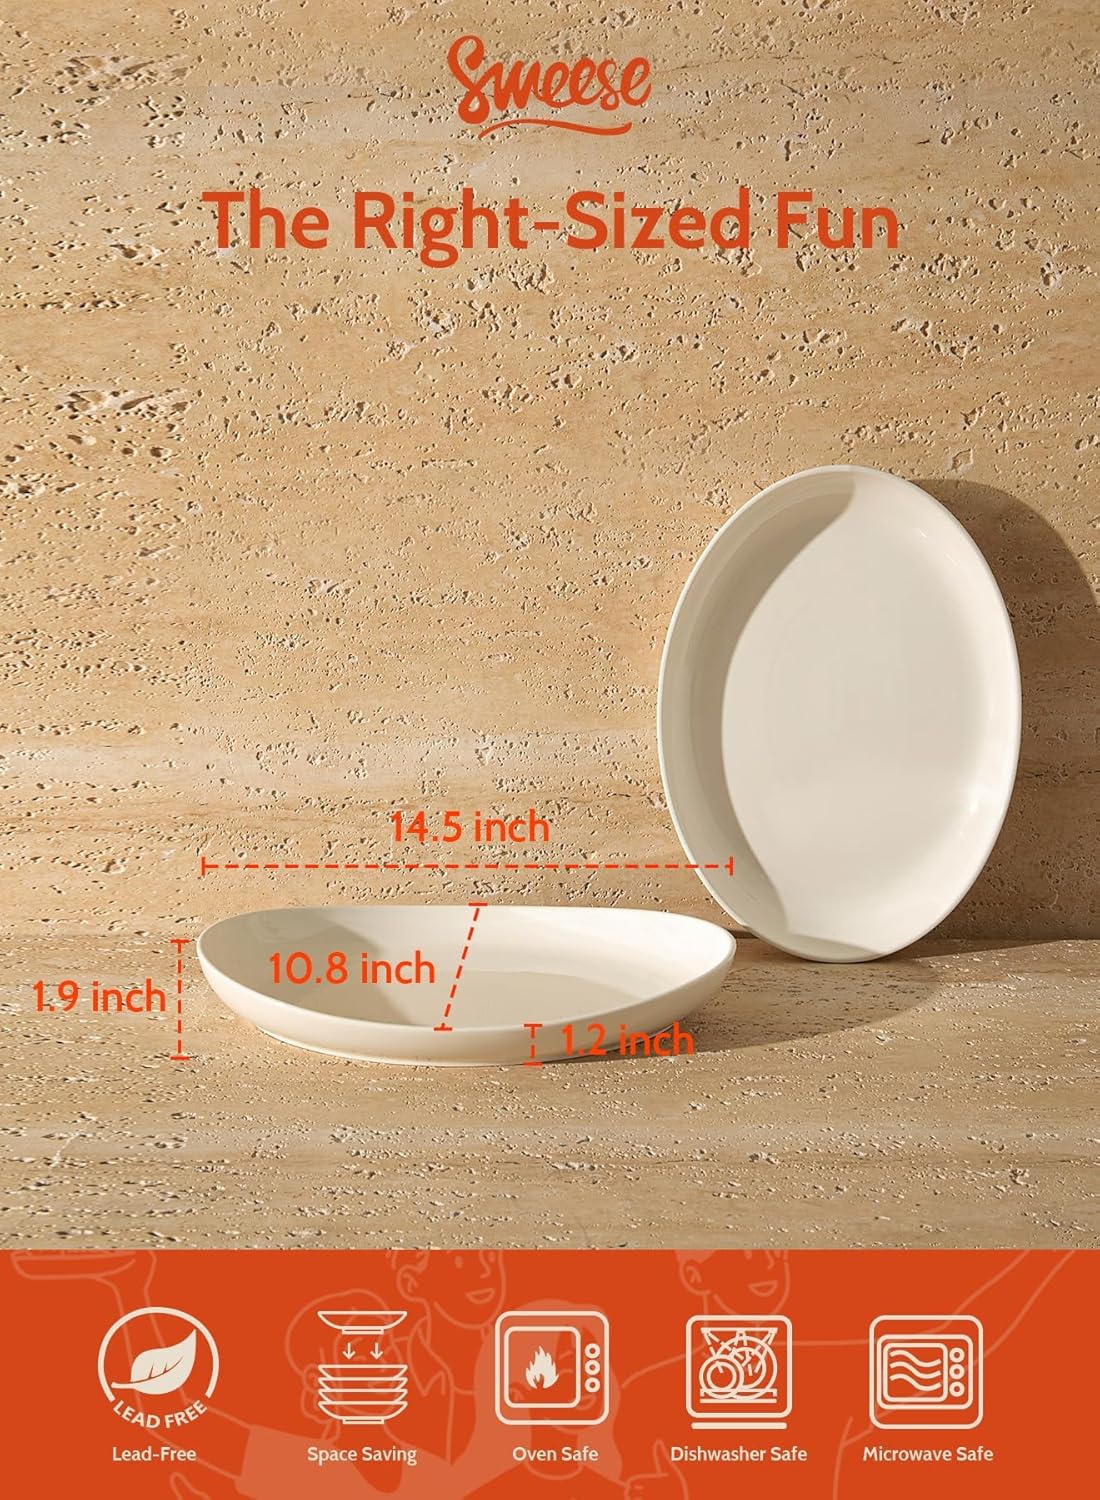 Sweese
The Right-Sized Fun
14.5 inch
10.8 inch
1.9 inch
1.2 inch
LEAD FREE
Lead-Free
Space Saving
Oven Safe
Dishwasher Safe
Microwave Safe